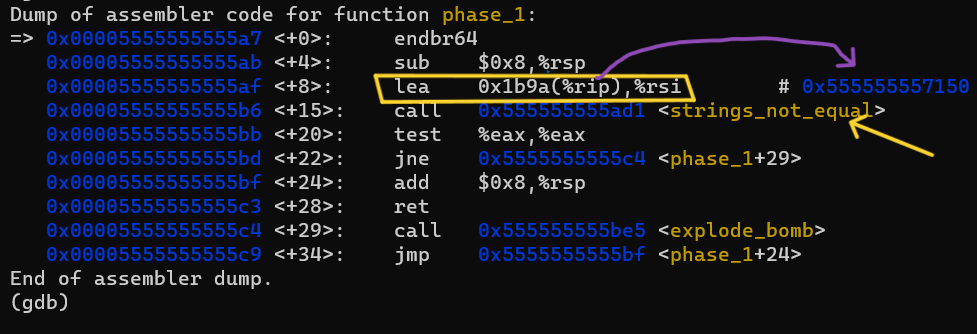 Dump of assembler code for function phase_1:
=> 0x00005555555555a7 <+0>: endbr64
0x00005555555555ab <+4>: sub $0x8,%rsp
0x00005555555555af <+8>: lea 0x1b9a(%rip),%rsi # 0x555555557150
0x00005555555555b6 <+15>: call 0x555555555ad1 <strings_not_equal>
0x00005555555555bb <+20>: test %eax,%eax
0x00005555555555bd <+22>: jne 0x5555555555c4 <phase_1+29>
0x00005555555555bf <+24>: add $0x8,%rsp
0x00005555555555c3 <+28>: ret
0x00005555555555c4 <+29>: call 0x555555555be5 <explode_bomb>
0x00005555555555c9 <+34>: jmp 0x5555555555bf <phase_1+24>
End of assembler dump.
(gdb)